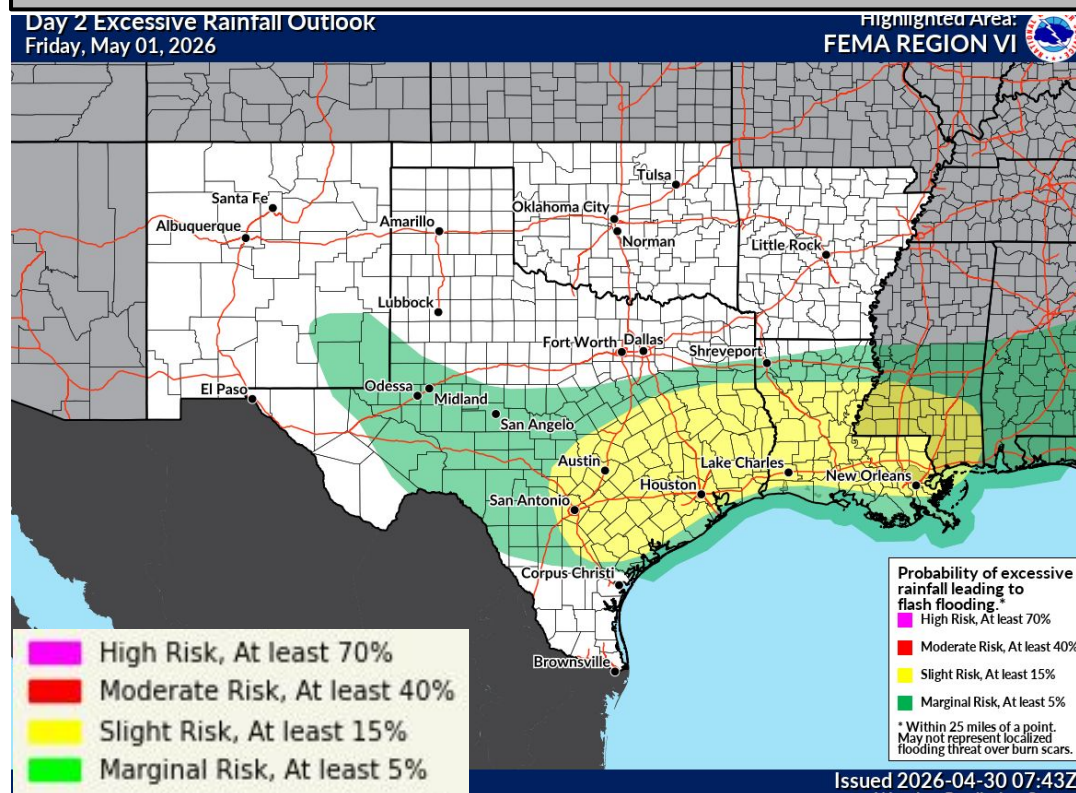 Day 2 Excessive Rainfall Outlook
Friday, May 01, 2026
Highlighted Area:
FEMA REGION VI
Santa Fe
Albuquerque
Amarillo
Tulsa
Oklahoma City
Norman
Little Rock
Lubbock
Fort Worth
Dallas
Shreveport
El Paso
Odessa
Midland
San Angelo
Austin
Lake Charles
New Orleans
San Antonio
Houston
Corpus Christi
Brownsville
High Risk, At least 70%
Moderate Risk, At least 40%
Slight Risk, At least 15%
Marginal Risk, At least 5%
Probability of excessive
rainfall leading to
flash flooding.*
High Risk, At least 70%
Moderate Risk, At least 40%
Slight Risk, At least 15%
Marginal Risk, At least 5%
* Within 25 miles of a point.
May not represent localized
flooding threat over burn scars.
Issued 2026-04-30 07:43Z